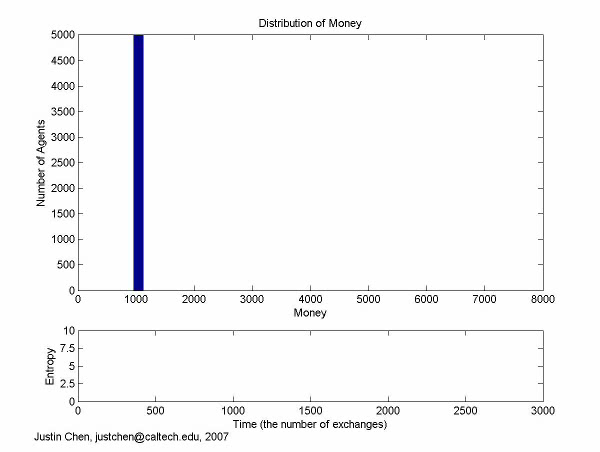 Distribution of Money
5000
4500
4000
3500
3000
2500
2000
1500
1000
500
0
Number of Agents
0 1000 2000 3000 4000 5000 6000 7000 8000
Money
10
7.5
5
2.5
0
Entropy
0 500 1000 1500 2000 2500 3000
Time (the number of exchanges)
Justin Chen, justchen@caltech.edu, 2007